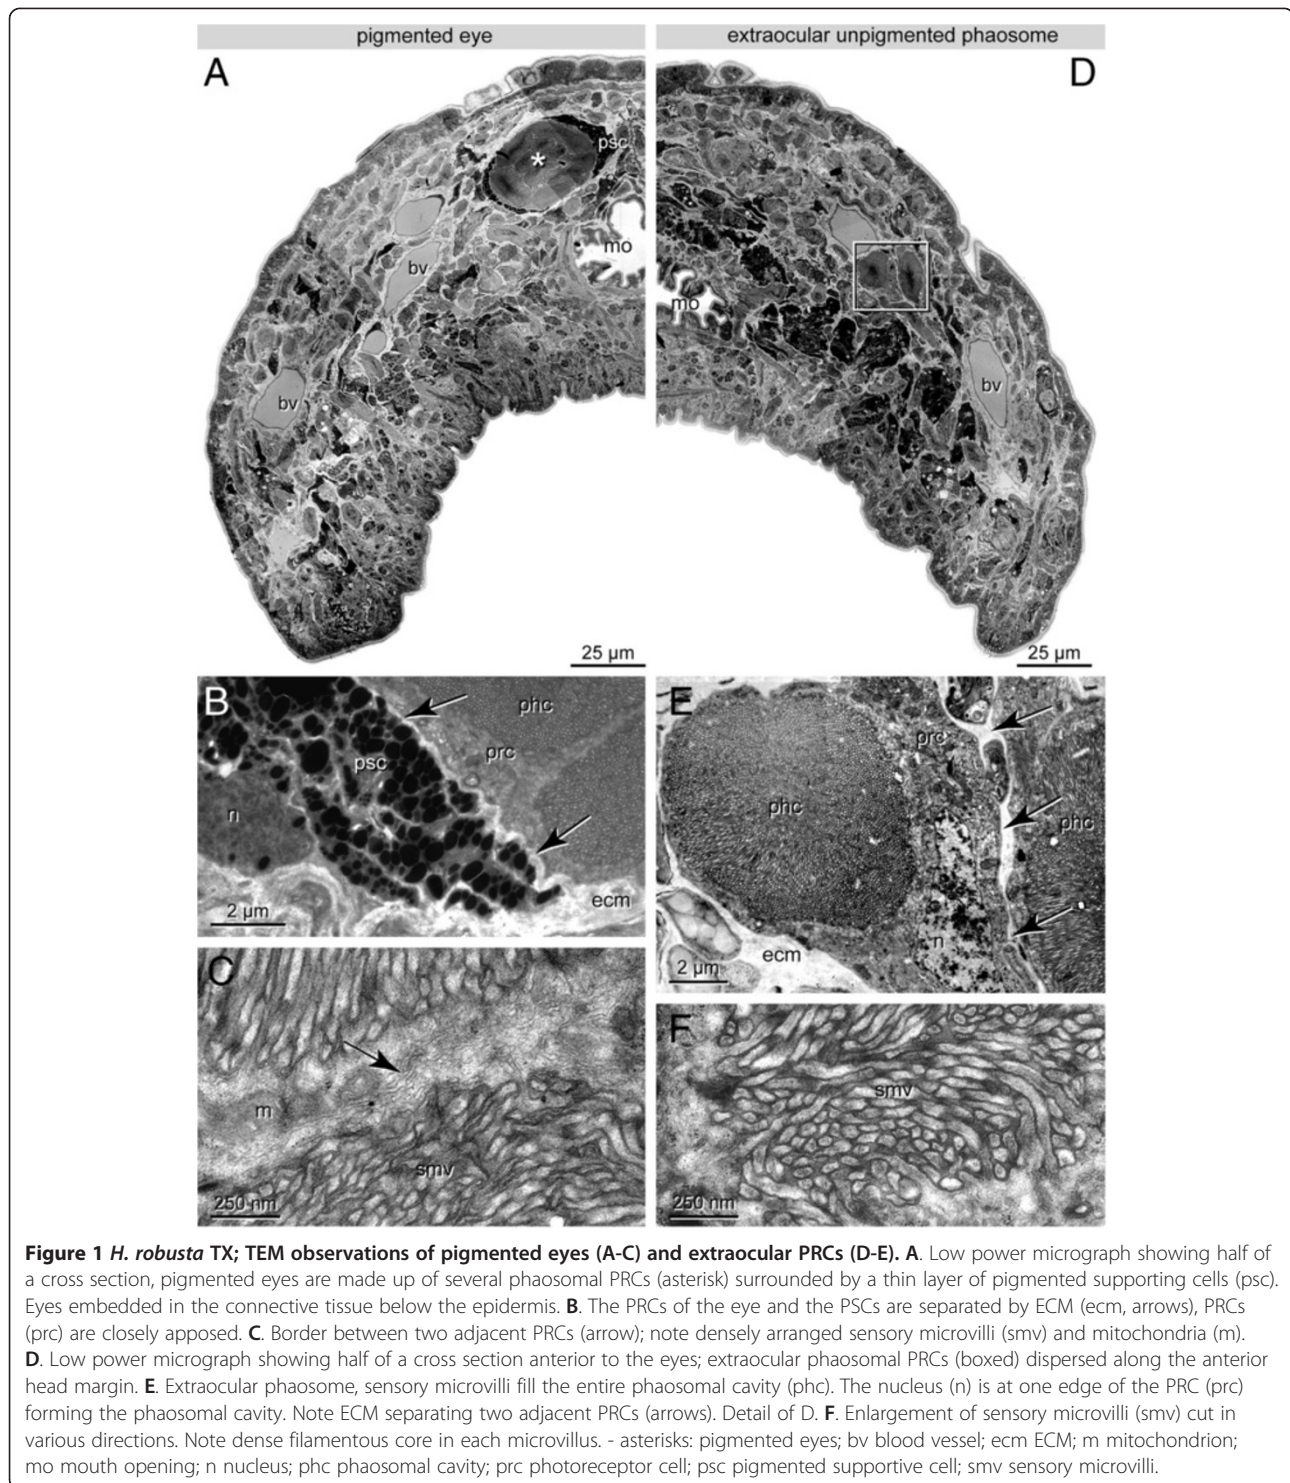 pigmented eye
extraocular unpigmented phaosome
A
D
psc
*
mo
bv
bv
mo
bv
25 µm
25 µm
B
phc
prc
psc
n
ecm
2 µm
E
prc
phc
phc
n
ecm
2 µm
C
m
smv
250 nm
F
smv
250 nm
Figure 1 H. robusta TX; TEM observations of pigmented eyes (A-C) and extraocular PRCs (D-E). A. Low power micrograph showing half of
a cross section, pigmented eyes are made up of several phaosomal PRCs (asterisk) surrounded by a thin layer of pigmented supporting cells (psc).
Eyes embedded in the connective tissue below the epidermis. B. The PRCs of the eye and the PSCs are separated by ECM (ecm, arrows), PRCs
(prc) are closely apposed. C. Border between two adjacent PRCs (arrow); note densely arranged sensory microvilli (smv) and mitochondria (m).
D. Low power micrograph showing half of a cross section anterior to the eyes; extraocular phaosomal PRCs (boxed) dispersed along the anterior
head margin. E. Extraocular phaosome, sensory microvilli fill the entire phaosomal cavity (phc). The nucleus (n) is at one edge of the PRC (prc)
forming the phaosomal cavity. Note ECM separating two adjacent PRCs (arrows). Detail of D. F. Enlargement of sensory microvilli (smv) cut in
various directions. Note dense filamentous core in each microvillus. - asterisks: pigmented eyes; bv blood vessel; ecm ECM; m mitochondrion;
mo mouth opening; n nucleus; phc phaosomal cavity; prc photoreceptor cell; psc pigmented supportive cell; smv sensory microvilli.